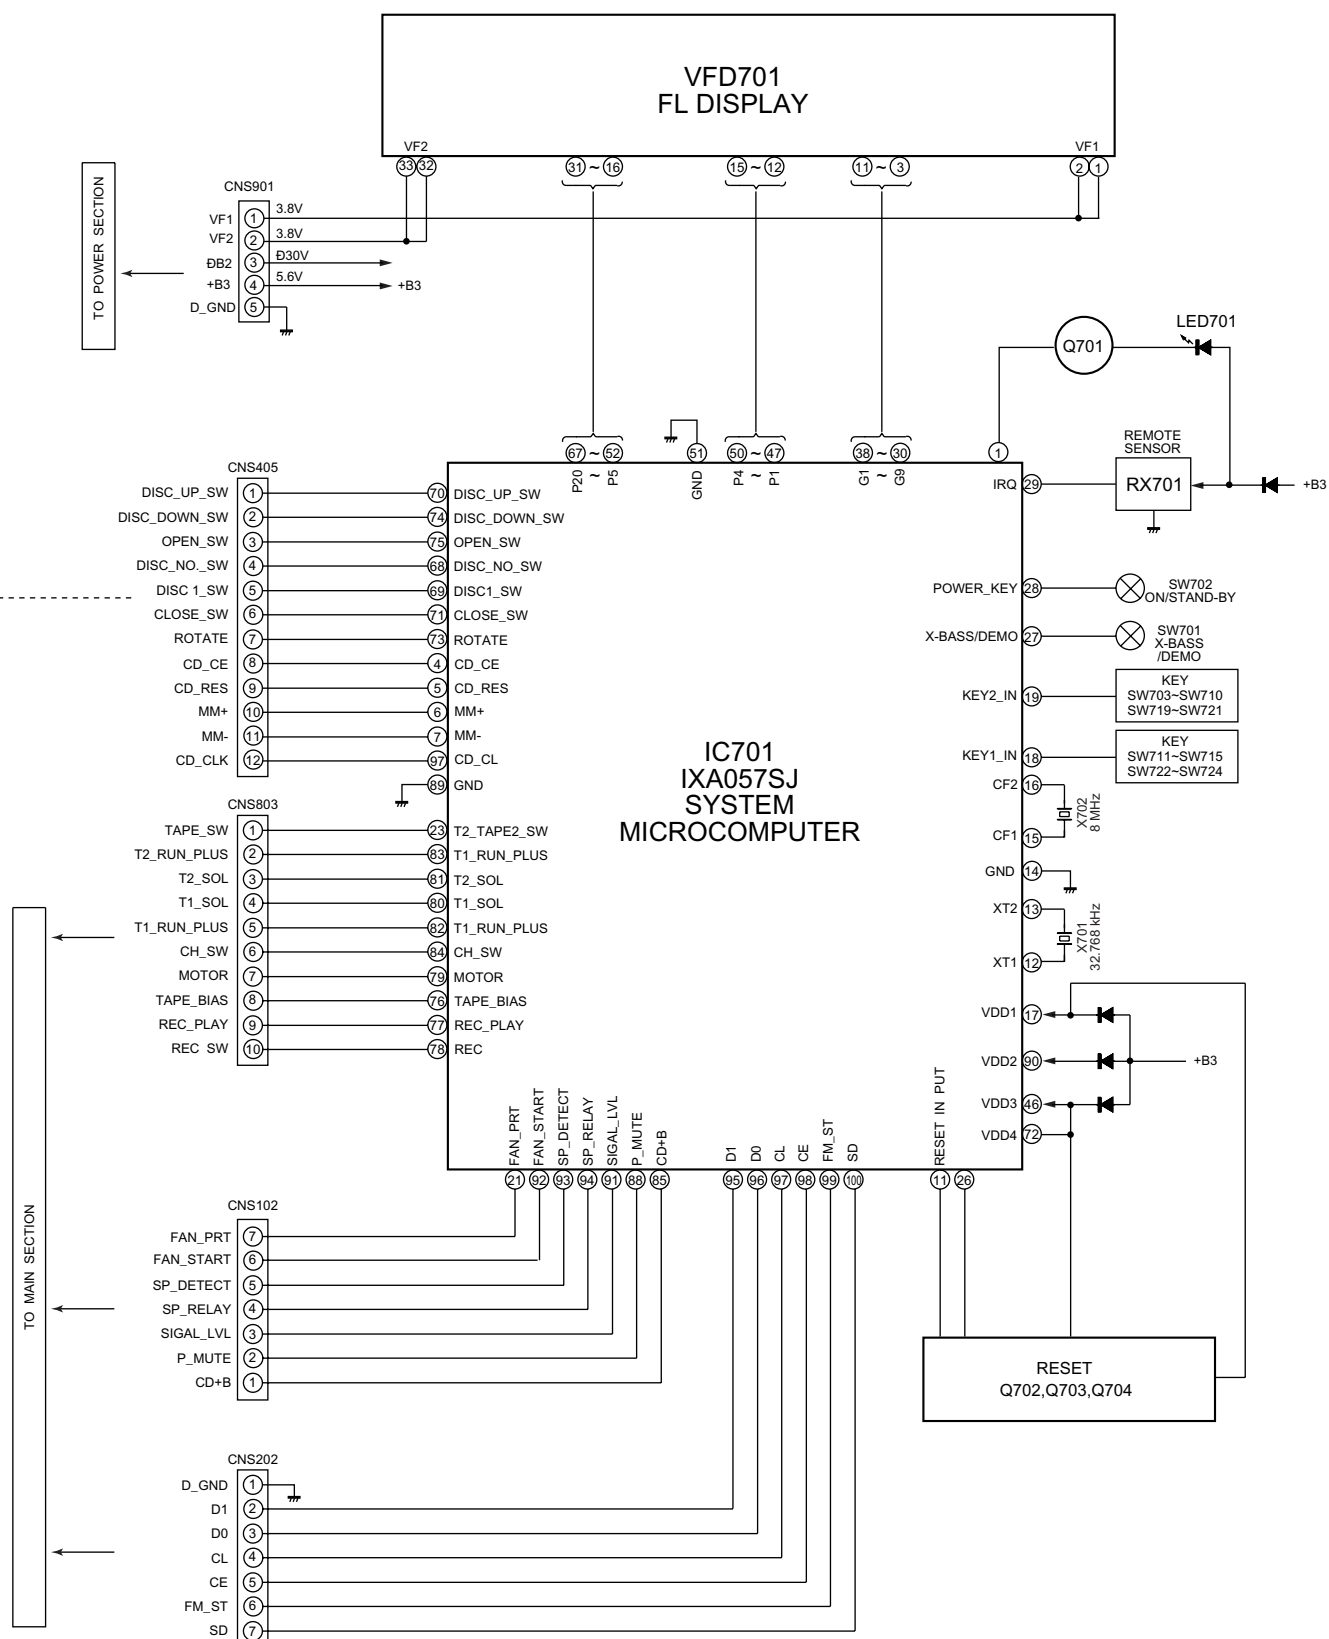 VFD701
FL DISPLAY
VF2
VF1
33 32
31 ~ 16
15 ~ 12
11 ~ 3
2 1
TO POWER SECTION
CNS901
VF1 1 3.8V
VF2 2 3.8V
ÐB2 3 Ð30V
+B3 4 5.6V +B3
D_GND 5
LED701
Q701
REMOTE
SENSOR
RX701
+B3
67 ~ 52
51
50 ~ 47
38 ~ 30
1
P20 ~ P5
GND
P4 ~ P1
G1 ~ G9
IRQ 29
CNS405
DISC_UP_SW 1 70 DISC_UP_SW
DISC_DOWN_SW 2 74 DISC_DOWN_SW
OPEN_SW 3 75 OPEN_SW
DISC_NO._SW 4 68 DISC_NO_SW
DISC 1_SW 5 69 DISC1_SW
CLOSE_SW 6 71 CLOSE_SW
ROTATE 7 73 ROTATE
CD_CE 8 4 CD_CE
CD_RES 9 5 CD_RES
MM+ 10 6 MM+
MM- 11 7 MM-
CD_CLK 12 97 CD_CL
89 GND
IC701
IXA057SJ
SYSTEM
MICROCOMPUTER
POWER_KEY 28
SW702
ON/STAND-BY
X-BASS/DEMO 27
SW701
X-BASS
/DEMO
KEY2_IN 19
KEY
SW703~SW710
SW719~SW721
KEY1_IN 18
KEY
SW711~SW715
SW722~SW724
CF2 16
X702
8 MHz
CF1 15
GND 14
XT2 13
X701
32.768 kHz
XT1 12
VDD1 17
VDD2 90
+B3
VDD3 46
VDD4 72
CNS803
TAPE_SW 1 23 T2_TAPE2_SW
T2_RUN_PLUS 2 83 T1_RUN_PLUS
T2_SOL 3 81 T2_SOL
T1_SOL 4 80 T1_SOL
T1_RUN_PLUS 5 82 T1_RUN_PLUS
CH_SW 6 84 CH_SW
MOTOR 7 79 MOTOR
TAPE_BIAS 8 76 TAPE_BIAS
REC_PLAY 9 77 REC_PLAY
REC SW 10 78 REC
FAN_PRT
FAN_START
SP_DETECT
SP_RELAY
SIGAL_LVL
P_MUTE
CD+B
D1
D0
CL
CE
FM_ST
SD
RESET IN PUT
21 92 93 94 91 88 85 95 96 97 98 99 100 11 26
TO MAIN SECTION
CNS102
FAN_PRT 7
FAN_START 6
SP_DETECT 5
SP_RELAY 4
SIGAL_LVL 3
P_MUTE 2
CD+B 1
RESET
Q702,Q703,Q704
CNS202
D_GND 1
D1 2
D0 3
CL 4
CE 5
FM_ST 6
SD 7